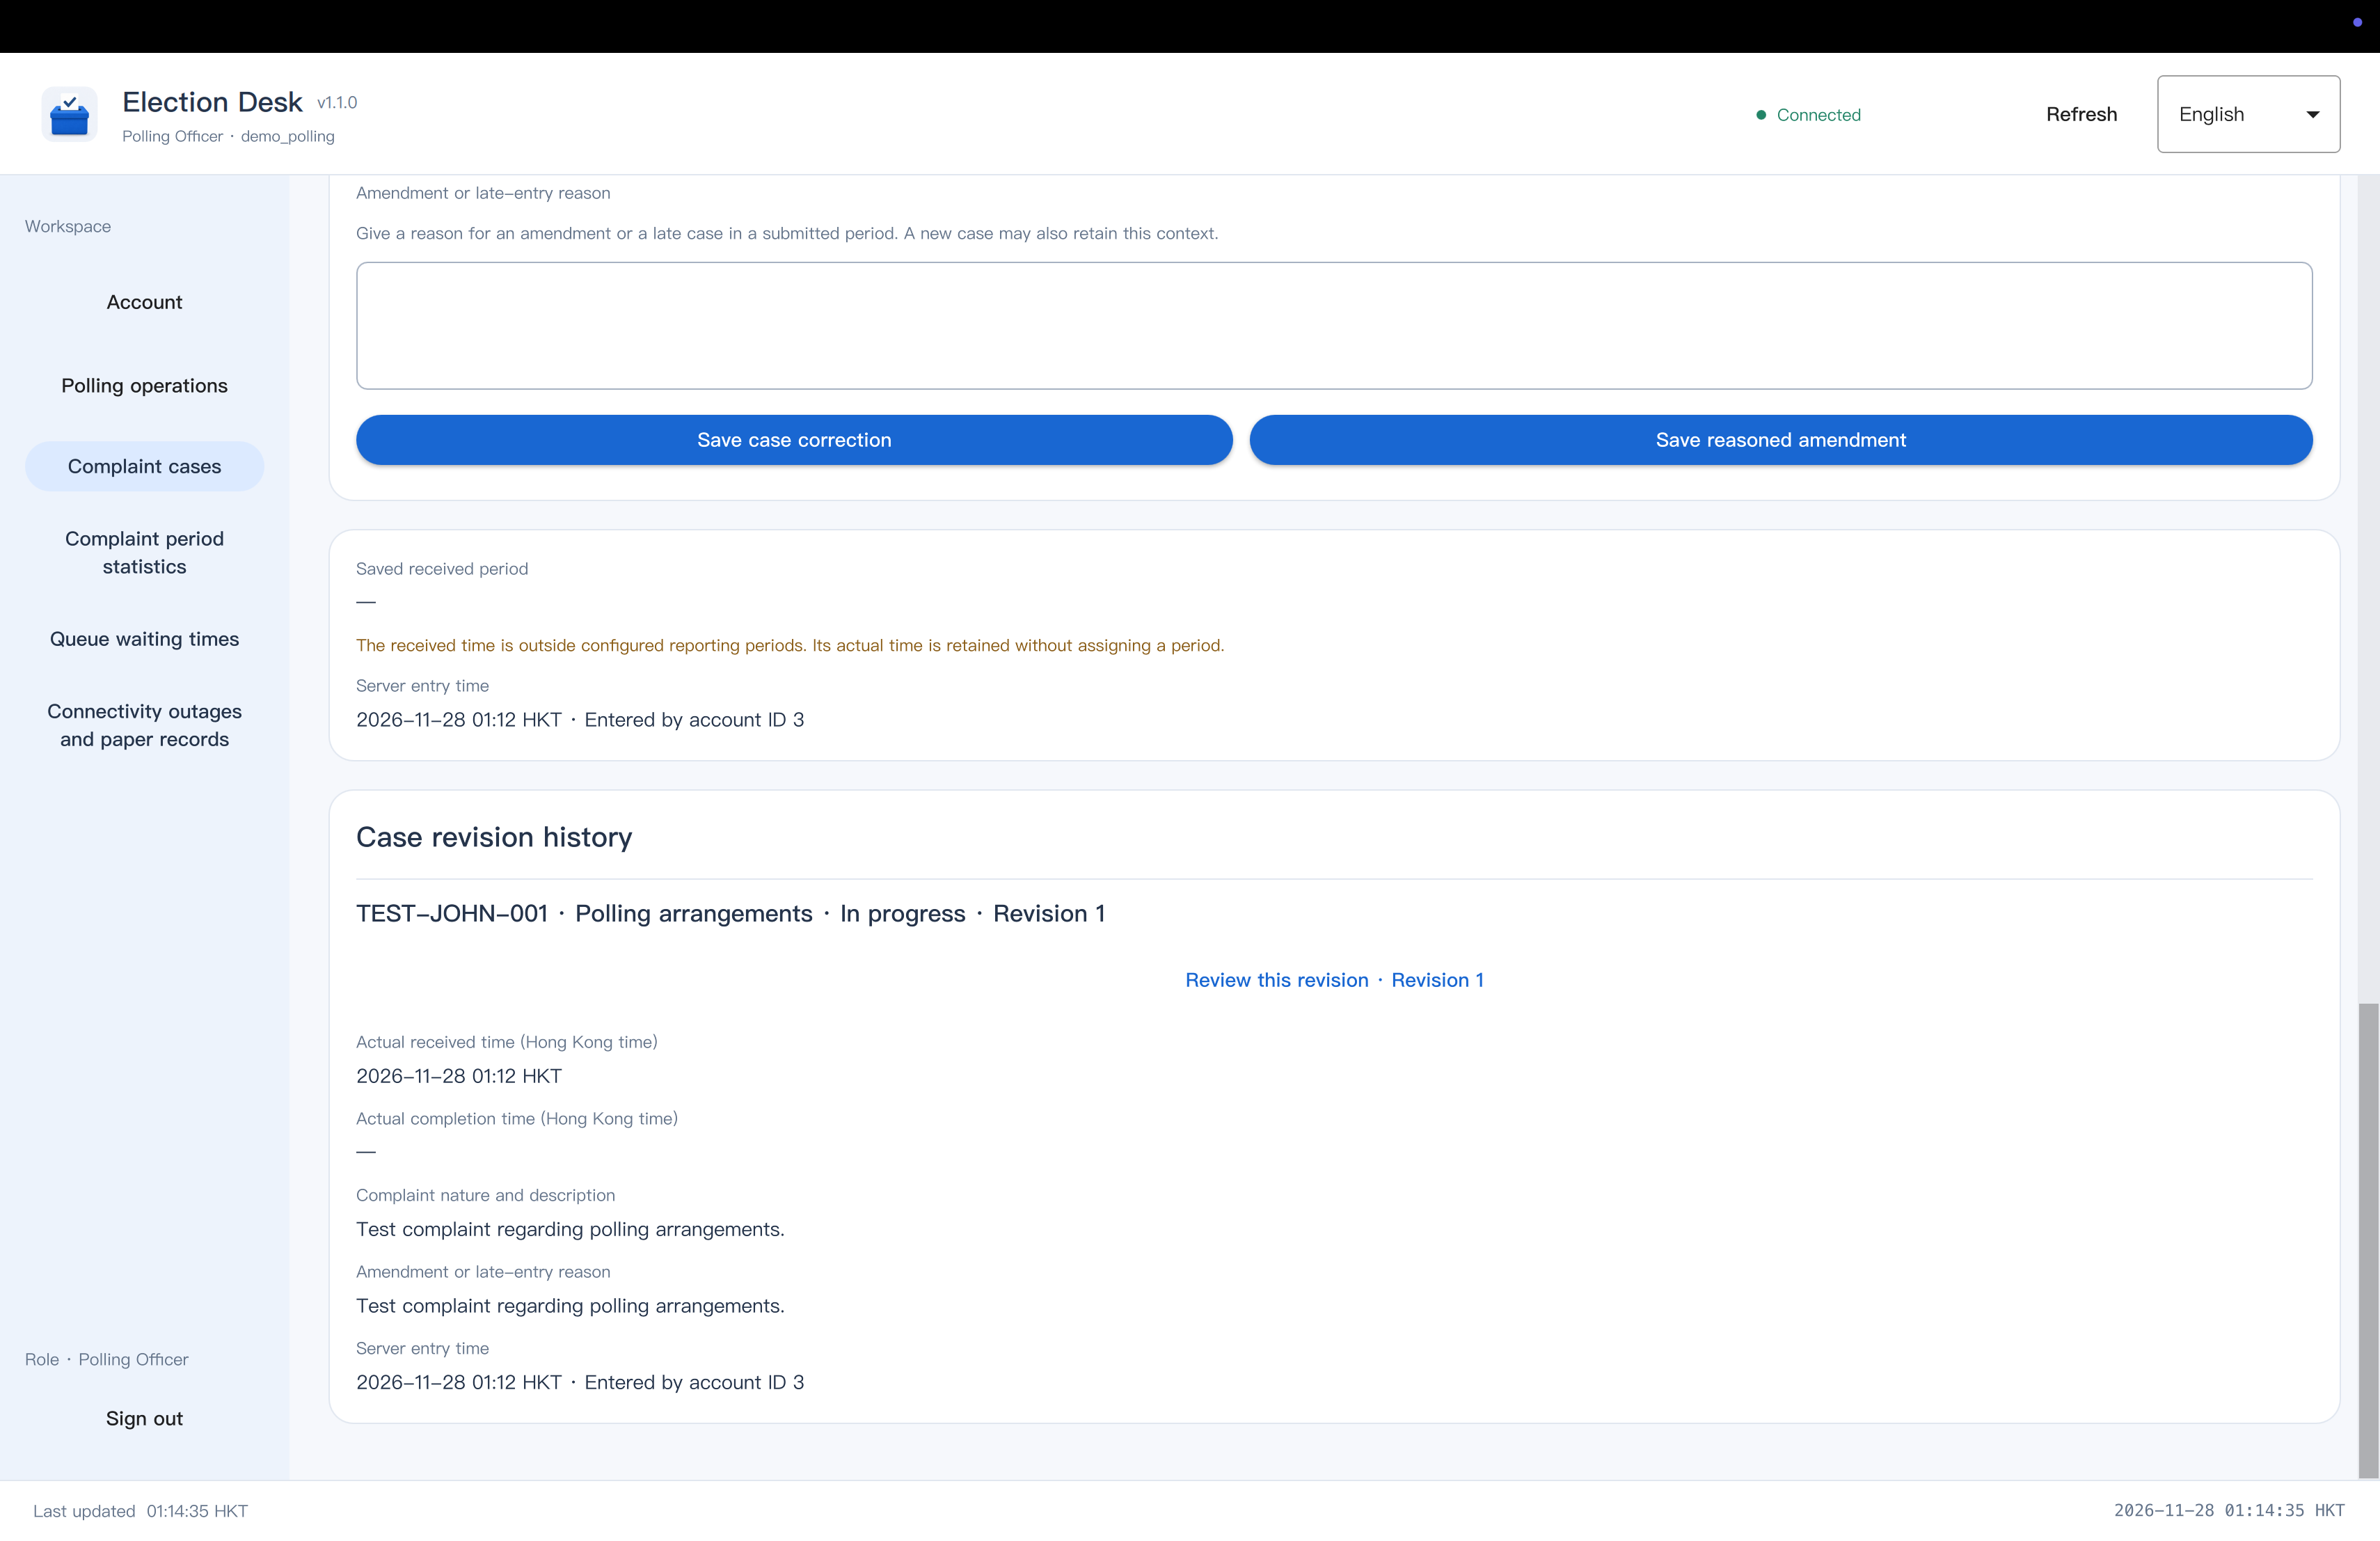 Election Desk v1.1.0
Polling Officer · demo_polling
Connected
Refresh
English
Workspace
Account
Polling operations
Complaint cases
Complaint period
statistics
Queue waiting times
Connectivity outages
and paper records
Role · Polling Officer
Sign out
Amendment or late-entry reason
Give a reason for an amendment or a late case in a submitted period. A new case may also retain this context.
Save case correction
Save reasoned amendment
Saved received period
—
The received time is outside configured reporting periods. Its actual time is retained without assigning a period.
Server entry time
2026-11-28 01:12 HKT · Entered by account ID 3
Case revision history
TEST-JOHN-001 · Polling arrangements · In progress · Revision 1
Review this revision · Revision 1
Actual received time (Hong Kong time)
2026-11-28 01:12 HKT
Actual completion time (Hong Kong time)
—
Complaint nature and description
Test complaint regarding polling arrangements.
Amendment or late-entry reason
Test complaint regarding polling arrangements.
Server entry time
2026-11-28 01:12 HKT · Entered by account ID 3
Last updated 01:14:35 HKT
2026-11-28 01:14:35 HKT